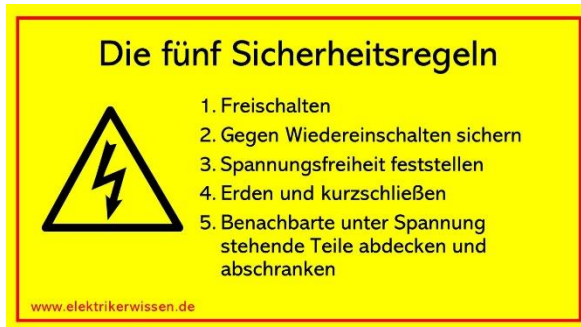 Die fünf Sicherheitsregeln
1. Freischalten
2. Gegen Wiedereinschalten sichern
3. Spannungsfreiheit feststellen
4. Erden und kurzschließen
5. Benachbarte unter Spannung
stehende Teile abdecken und
abschranken
www.elektrikerwissen.de